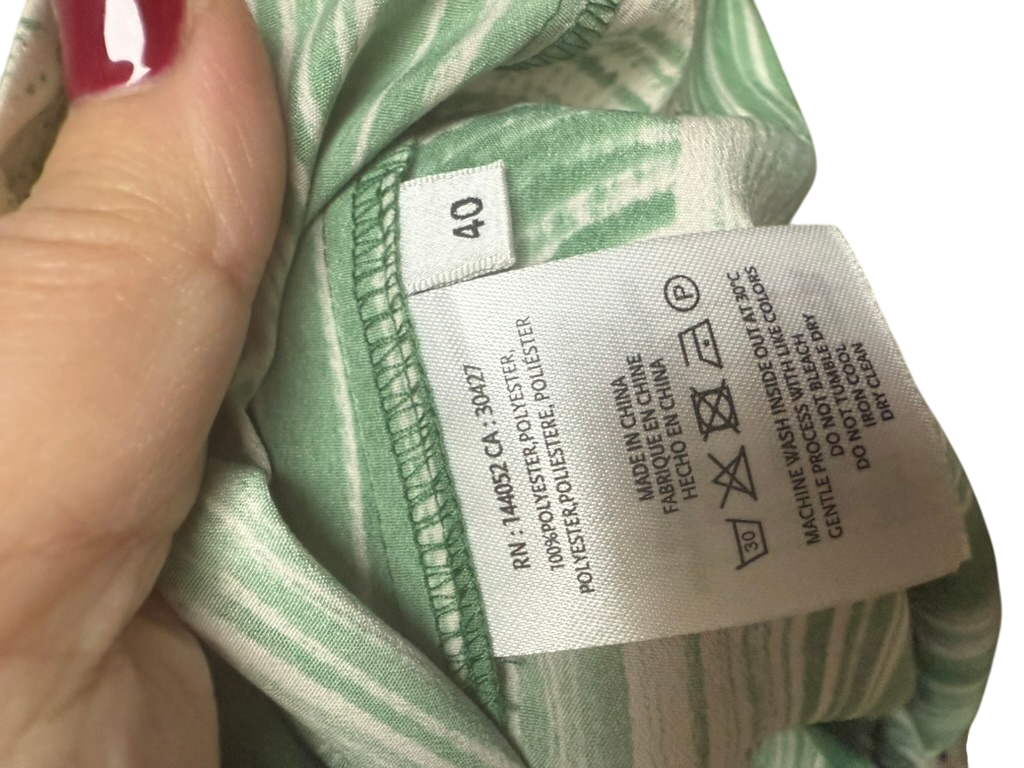 40
RN : 144052 CA : 30427
100%POLYESTER,POLYESTER,
POLYESTER,POLIESTERE, POLIÉSTER
MADE IN CHINA
FABRIQUE EN CHINE
HECHO EN CHINA
30
P
MACHINE WASH INSIDE OUT AT 30°C
GENTLE PROCESS WITH LIKE COLORS
DO NOT BLEACH
DO NOT TUMBLE DRY
IRON COOL
DRY CLEAN